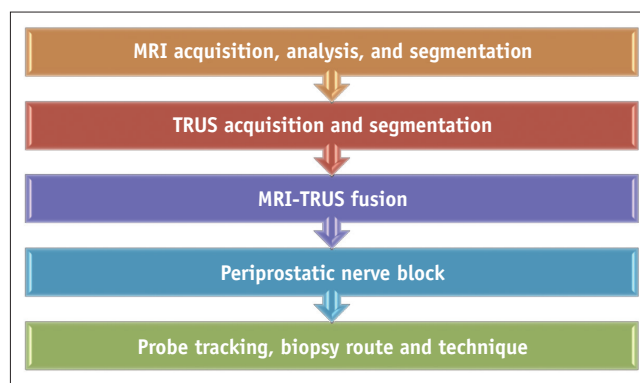 MRI acquisition, analysis, and segmentation
TRUS acquisition and segmentation
MRI-TRUS fusion
Periprostatic nerve block
Probe tracking, biopsy route and technique